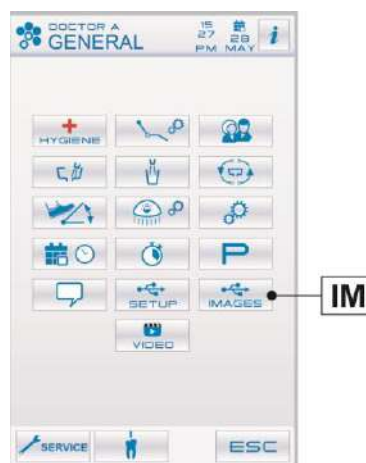 DOCTOR A
GENERAL
15
27
PM
28
MAY
i
HYGIENE
P
SETUP
IMAGES
IM
VIDEO
SERVICE
ESC